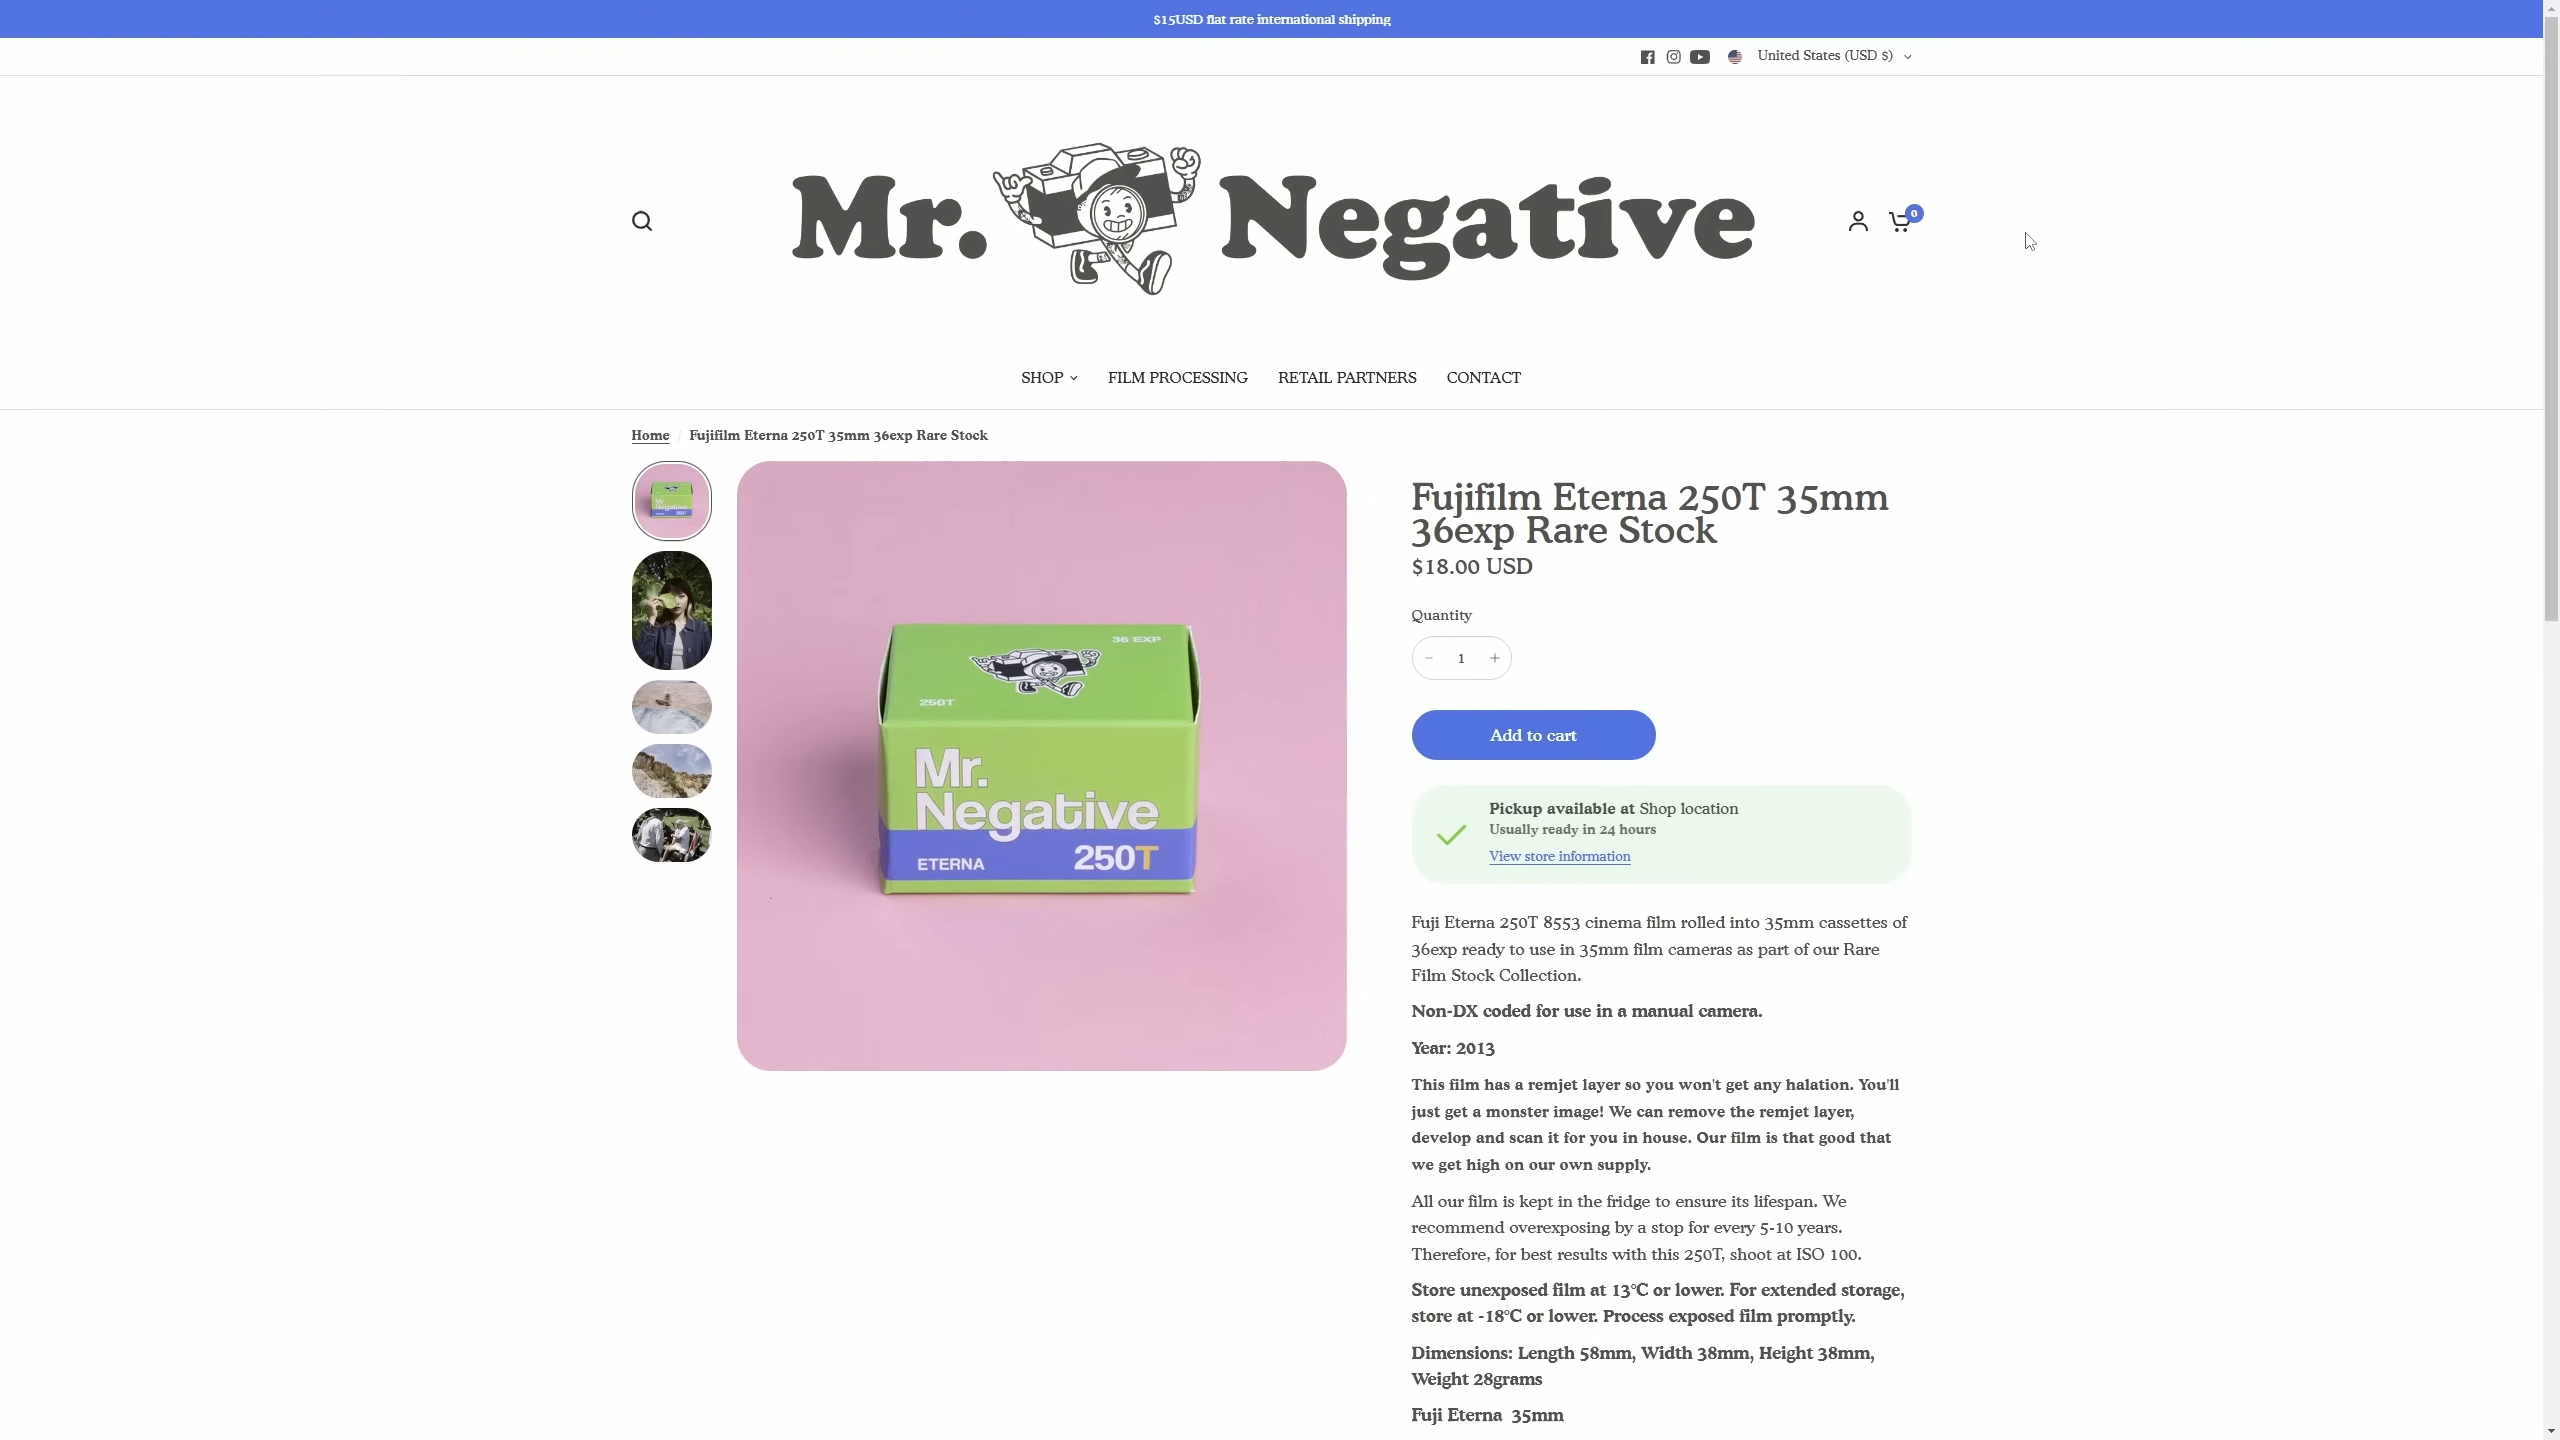 $15USD flat rate international shipping
United States (USD $)
Mr. Negative
0
SHOP
FILM PROCESSING
RETAIL PARTNERS
CONTACT
Home / Fujifilm Eterna 250T 35mm 36exp Rare Stock
36 EXP
250T
Mr.
Negative
ETERNA
250T
Fujifilm Eterna 250T 35mm
36exp Rare Stock
$18.00 USD
Quantity
− 1 +
Add to cart
Pickup available at Shop location
Usually ready in 24 hours
View store information
Fuji Eterna 250T 8553 cinema film rolled into 35mm cassettes of
36exp ready to use in 35mm film cameras as part of our Rare
Film Stock Collection.
Non-DX coded for use in a manual camera.
Year: 2013
This film has a remjet layer so you won't get any halation. You'll
just get a monster image! We can remove the remjet layer,
develop and scan it for you in house. Our film is that good that
we get high on our own supply.
All our film is kept in the fridge to ensure its lifespan. We
recommend overexposing by a stop for every 5-10 years.
Therefore, for best results with this 250T, shoot at ISO 100.
Store unexposed film at 13°C or lower. For extended storage,
store at -18°C or lower. Process exposed film promptly.
Dimensions: Length 58mm, Width 38mm, Height 38mm,
Weight 28grams
Fuji Eterna 35mm